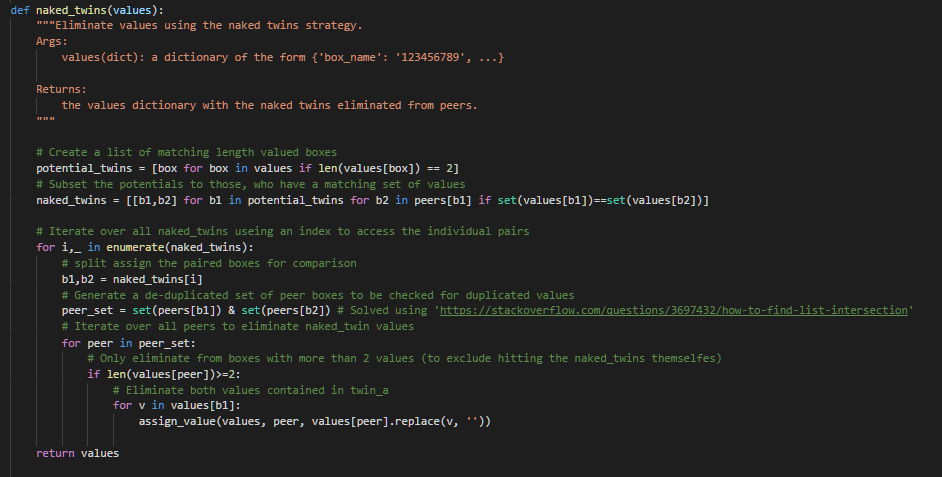 def naked_twins(values):
    """Eliminate values using the naked twins strategy.
    Args:
        values(dict): a dictionary of the form {'box_name': '123456789', ...}

    Returns:
        the values dictionary with the naked twins eliminated from peers.
    """

    # Create a list of matching length valued boxes
    potential_twins = [box for box in values if len(values[box]) == 2]
    # Subset the potentials to those, who have a matching set of values
    naked_twins = [[b1,b2] for b1 in potential_twins for b2 in peers[b1] if set(values[b1])==set(values[b2])]

    # Iterate over all naked_twins useing an index to access the individual pairs
    for i,_ in enumerate(naked_twins):
        # split assign the paired boxes for comparison
        b1,b2 = naked_twins[i]
        # Generate a de-duplicated set of peer boxes to be checked for duplicated values
        peer_set = set(peers[b1]) & set(peers[b2]) # Solved using 'https://stackoverflow.com/questions/3697432/how-to-find-list-intersection'
        # Iterate over all peers to eliminate naked_twin values
        for peer in peer_set:
            # Only eliminate from boxes with more than 2 values (to exclude hitting the naked_twins themselfes)
            if len(values[peer])>=2:
                # Eliminate both values contained in twin_a
                for v in values[b1]:
                    assign_value(values, peer, values[peer].replace(v, ''))

    return values